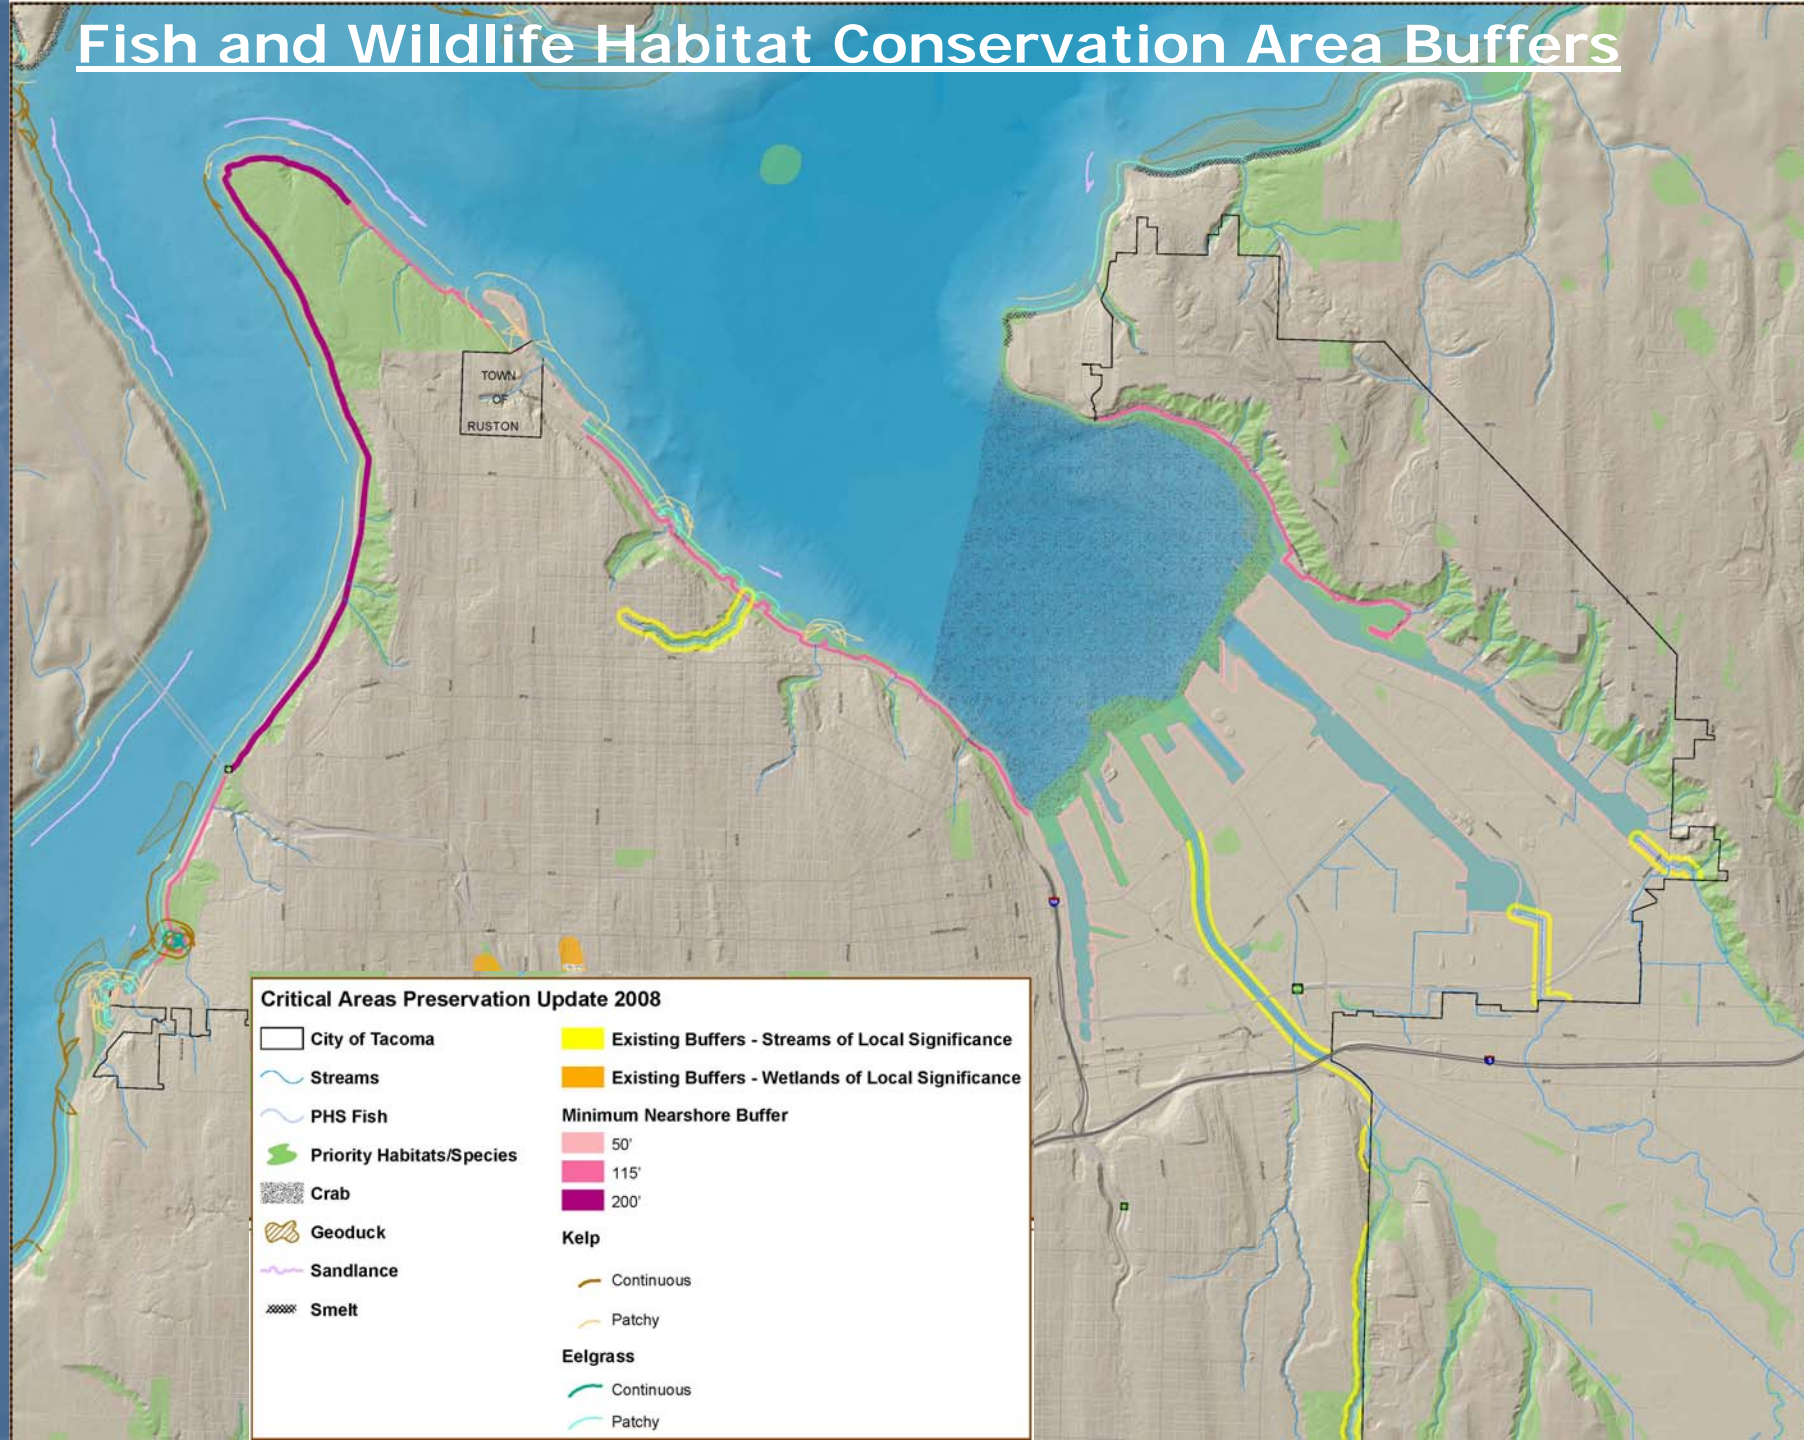 Fish and Wildlife Habitat Conservation Area Buffers
TOWN
OF
RUSTON
Critical Areas Preservation Update 2008
City of Tacoma
Streams
PHS Fish
Priority Habitats/Species
Crab
Geoduck
Sandlance
Smelt
Existing Buffers - Streams of Local Significance
Existing Buffers - Wetlands of Local Significance
Minimum Nearshore Buffer
50'
115'
200'
Kelp
Continuous
Patchy
Eelgrass
Continuous
Patchy